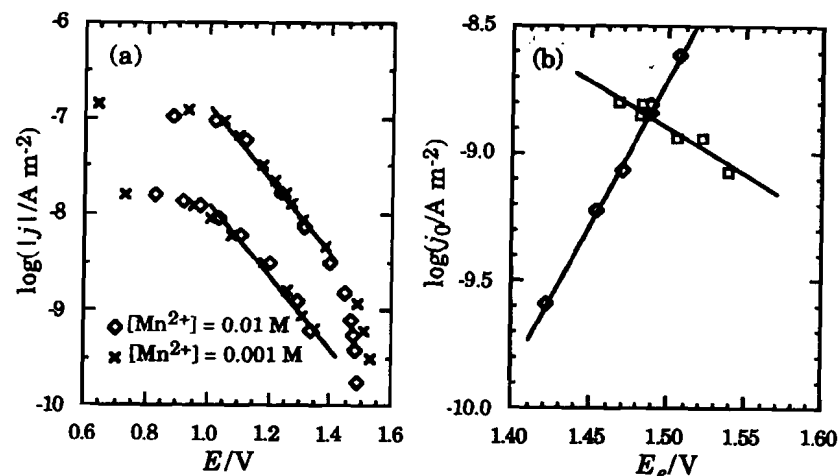 (a)
-6
-7
-8
-9
-10
log(|j|/A m⁻²)
◇ [Mn²⁺] = 0.01 M
× [Mn²⁺] = 0.001 M
0.6 0.8 1.0 1.2 1.4 1.6
E/V
(b)
-8.5
-9.0
-9.5
-10.0
log(j₀/A m⁻²)
1.40 1.45 1.50 1.55 1.60
Eₑ/V